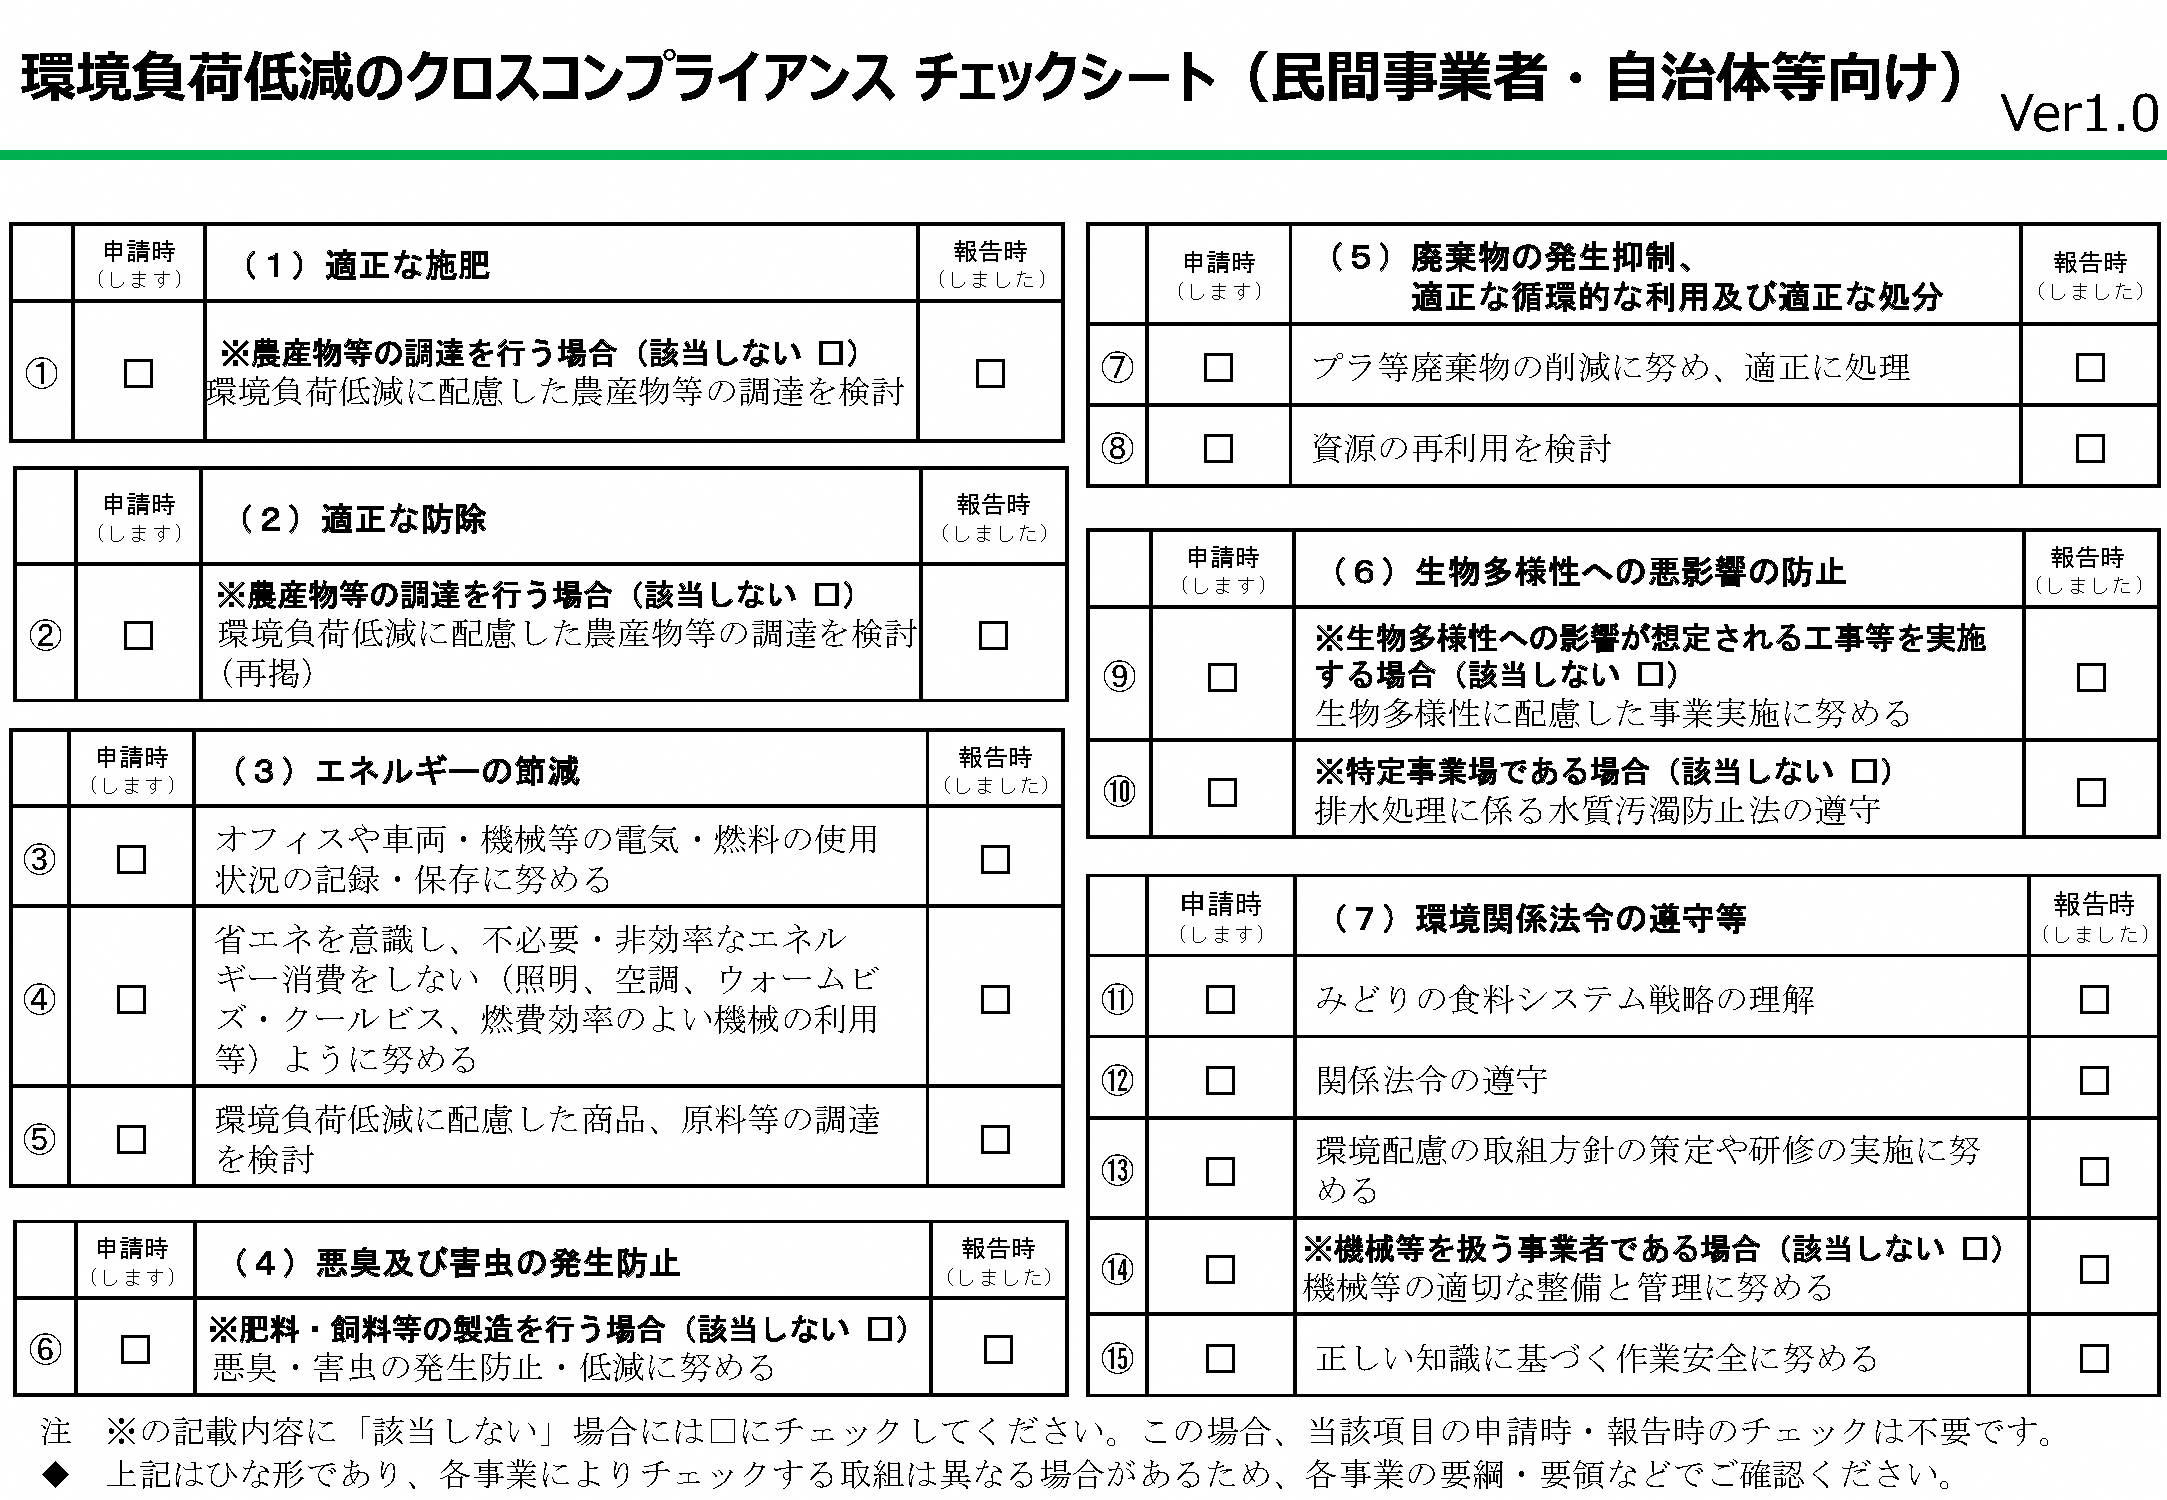 環境負荷低減のクロスコンプライアンス チェックシート（民間事業者・自治体等向け）
Ver1.0
申請時
（します）
（１）適正な施肥
報告時
（しました）
① □
※農産物等の調達を行う場合（該当しない □）
環境負荷低減に配慮した農産物等の調達を検討
□
申請時
（します）
（２）適正な防除
報告時
（しました）
② □
※農産物等の調達を行う場合（該当しない □）
環境負荷低減に配慮した農産物等の調達を検討
（再掲）
□
申請時
（します）
（３）エネルギーの節減
報告時
（しました）
③ □
オフィスや車両・機械等の電気・燃料の使用
状況の記録・保存に努める
□
④ □
省エネを意識し、不必要・非効率なエネル
ギー消費をしない（照明、空調、ウォームビ
ズ・クールビス、燃費効率のよい機械の利用
等）ように努める
□
⑤ □
環境負荷低減に配慮した商品、原料等の調達
を検討
□
申請時
（します）
（４）悪臭及び害虫の発生防止
報告時
（しました）
⑥ □
※肥料・飼料等の製造を行う場合（該当しない □）
悪臭・害虫の発生防止・低減に努める
□
申請時
（します）
（５）廃棄物の発生抑制、
適正な循環的な利用及び適正な処分
報告時
（しました）
⑦ □
プラ等廃棄物の削減に努め、適正に処理
□
⑧ □
資源の再利用を検討
□
申請時
（します）
（６）生物多様性への悪影響の防止
報告時
（しました）
⑨ □
※生物多様性への影響が想定される工事等を実施
する場合（該当しない □）
生物多様性に配慮した事業実施に努める
□
⑩ □
※特定事業場である場合（該当しない □）
排水処理に係る水質汚濁防止法の遵守
□
申請時
（します）
（７）環境関係法令の遵守等
報告時
（しました）
⑪ □
みどりの食料システム戦略の理解
□
⑫ □
関係法令の遵守
□
⑬ □
環境配慮の取組方針の策定や研修の実施に努
める
□
⑭ □
※機械等を扱う事業者である場合（該当しない □）
機械等の適切な整備と管理に努める
□
⑮ □
正しい知識に基づく作業安全に努める
□
注　※の記載内容に「該当しない」場合には□にチェックしてください。この場合、当該項目の申請時・報告時のチェックは不要です。
◆　上記はひな形であり、各事業によりチェックする取組は異なる場合があるため、各事業の要綱・要領などでご確認ください。